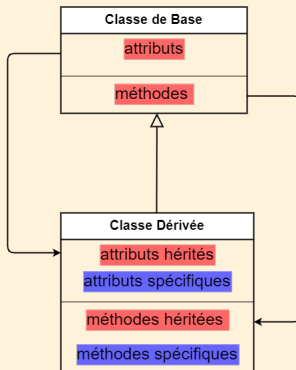 Classe de Base
attributs
méthodes
Classe Dérivée
attributs hérités
attributs spécifiques
méthodes héritées
méthodes spécifiques